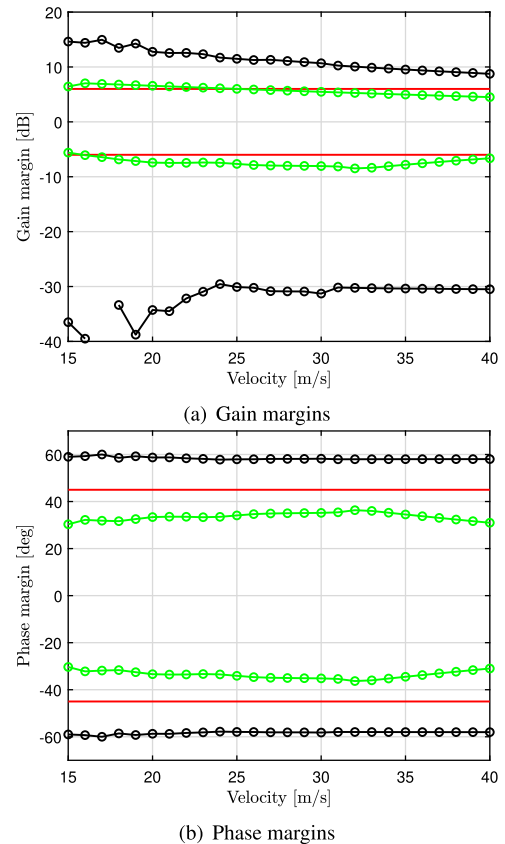 20
10
0
-10
-20
-30
-40
Gain margin [dB]
15 20 25 30 35 40
Velocity [m/s]
(a) Gain margins
60
40
20
0
-20
-40
-60
Phase margin [deg]
15 20 25 30 35 40
Velocity [m/s]
(b) Phase margins